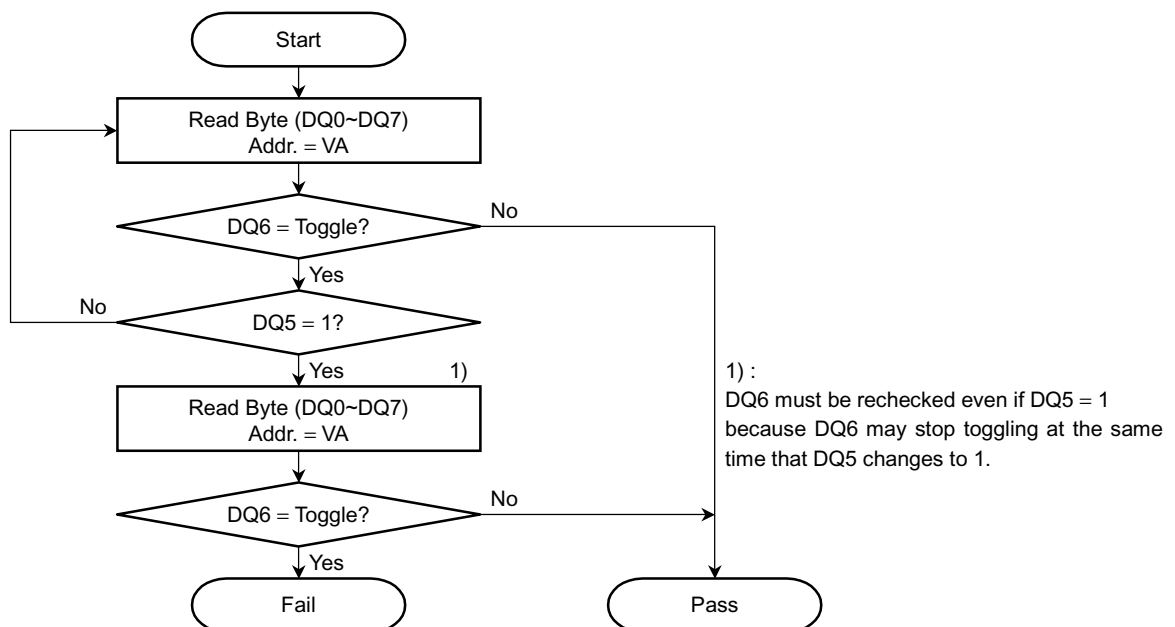 Start
Read Byte (DQ0~DQ7)
Addr. = VA
DQ6 = Toggle?
No
Yes
No
DQ5 = 1?
Yes
1)
Read Byte (DQ0~DQ7)
Addr. = VA
1) :
DQ6 must be rechecked even if DQ5 = 1
because DQ6 may stop toggling at the same
time that DQ5 changes to 1.
DQ6 = Toggle?
No
Yes
Fail
Pass